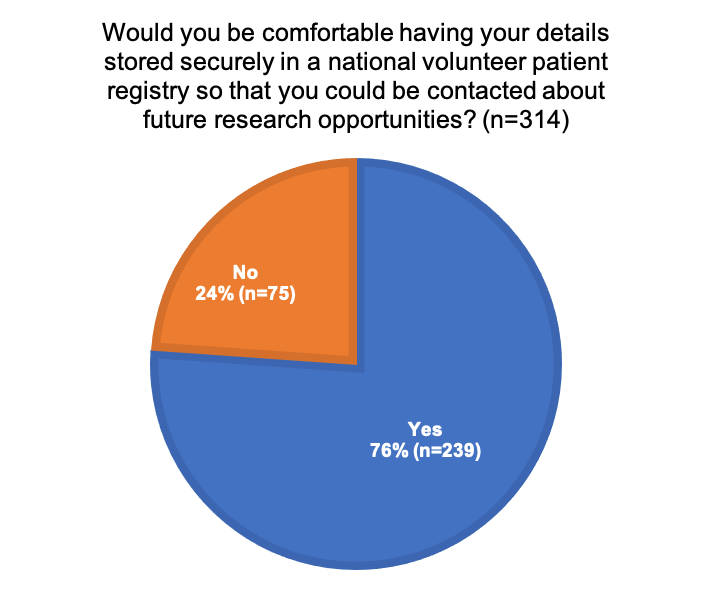 Would you be comfortable having your details
stored securely in a national volunteer patient
registry so that you could be contacted about
future research opportunities? (n=314)
No
24% (n=75)
Yes
76% (n=239)